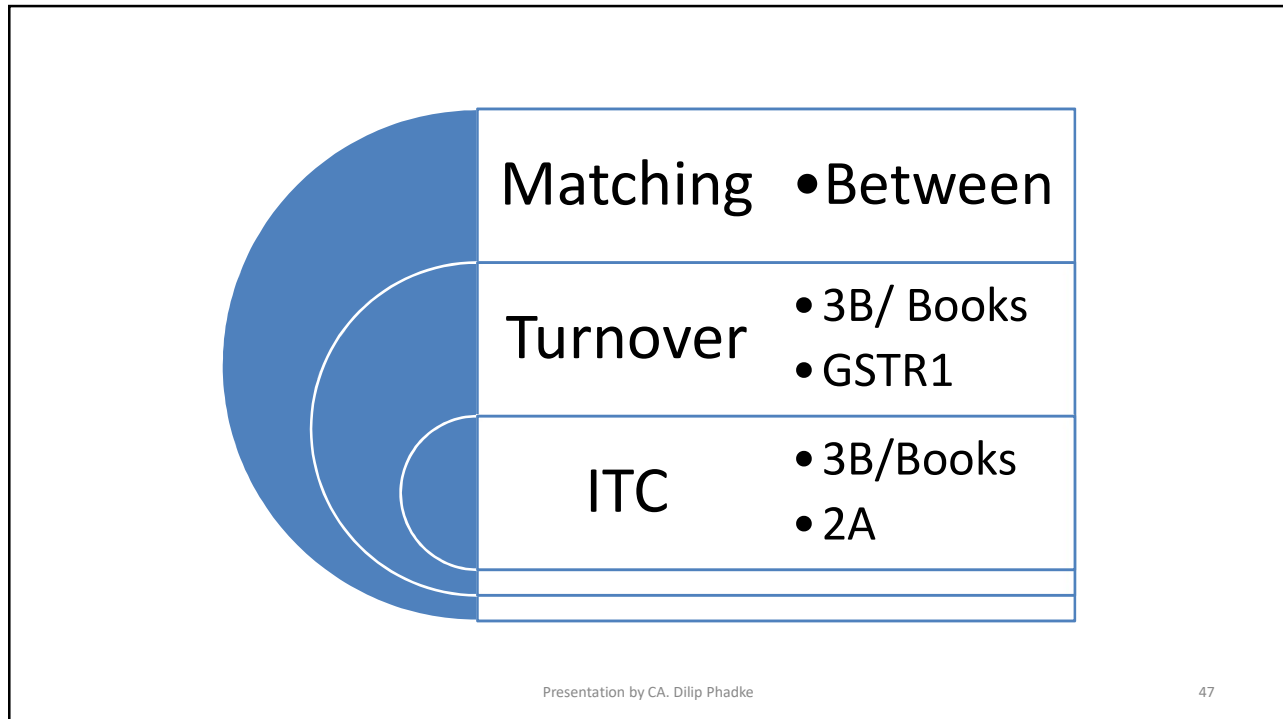 Matching •Between
Turnover
• 3B/ Books
• GSTR1
ITC
• 3B/Books
• 2A
Presentation by CA. Dilip Phadke
47